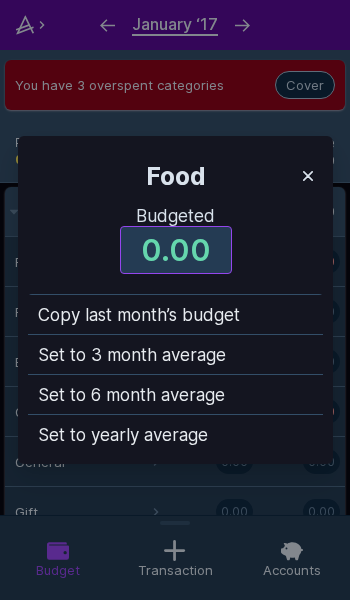 January ‘17
You have 3 overspent categories
Cover
Food
Budgeted
0.00
Copy last month’s budget
Set to 3 month average
Set to 6 month average
Set to yearly average
General
0.00 0.00
Gift
0.00 0.00
Budget Transaction Accounts